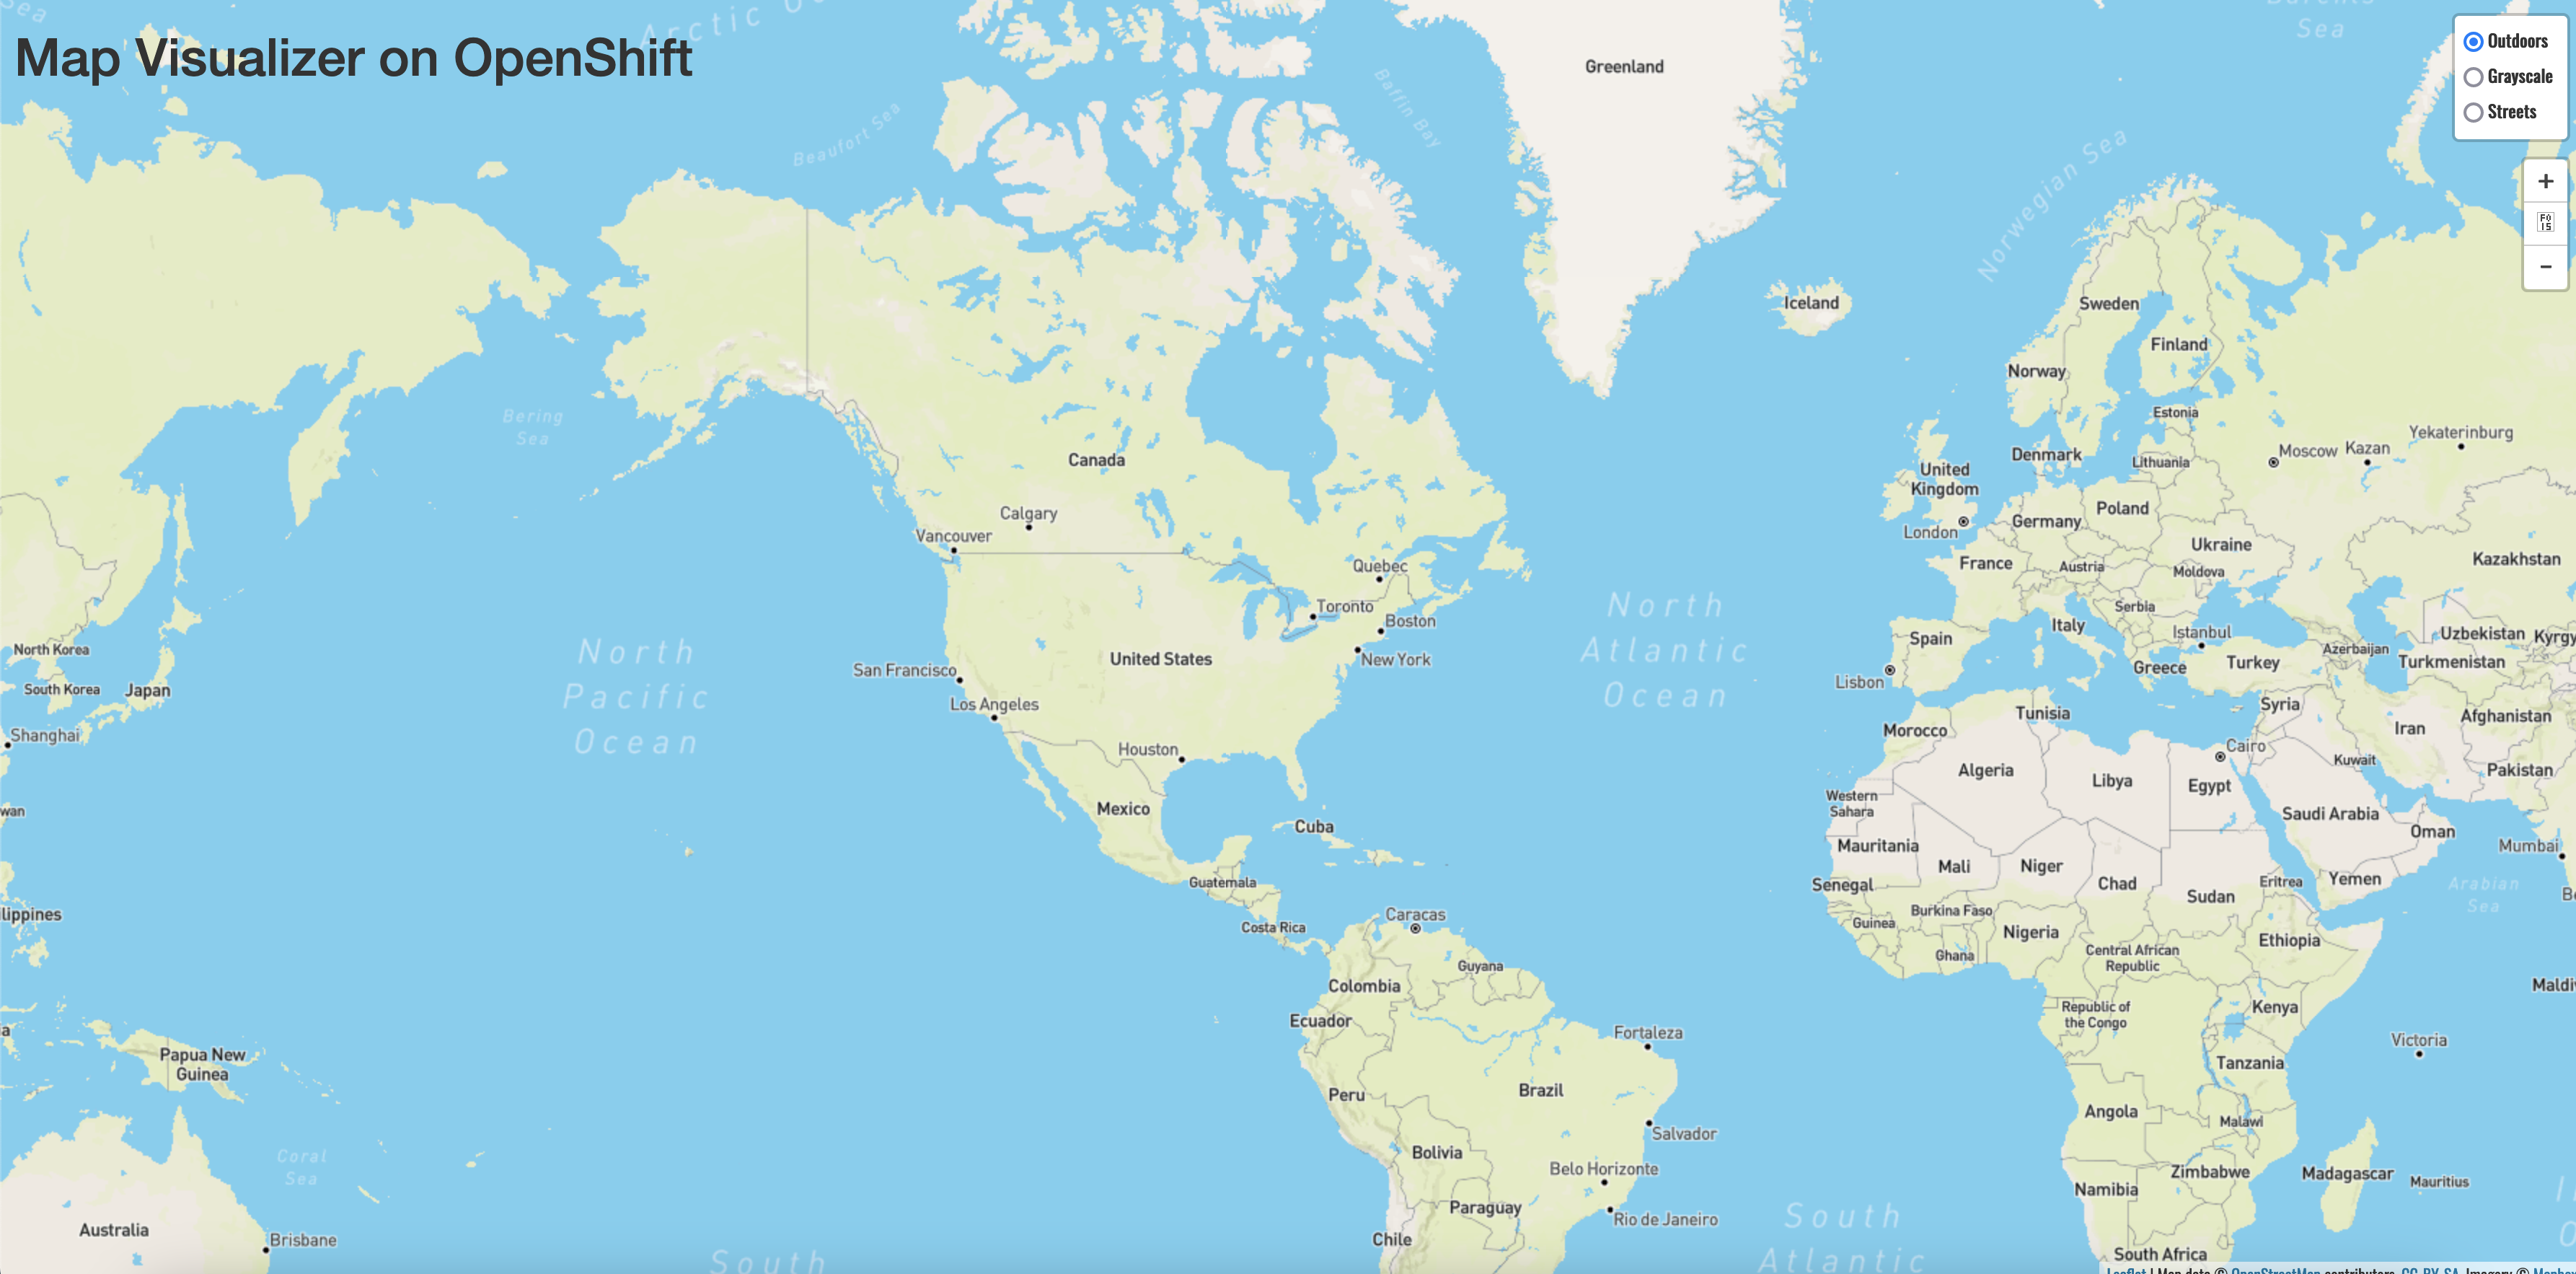 Map Visualizer on OpenShift
Outdoors
Grayscale
Streets
+
−
Sea
Arctic
Beaufort Sea
Baffin Bay
Greenland
Norwegian Sea
Sea
Iceland
Sweden
Finland
Norway
Estonia
Bering
Sea
Canada
Denmark
Lithuania
Moscow
Kazan
Yekaterinburg
United
Kingdom
London
Poland
Germany
Calgary
Vancouver
Ukraine
Kazakhstan
France
Austria
Moldova
Quebec
Toronto
Boston
New York
North
Atlantic
Ocean
Serbia
Italy
Istanbul
Spain
Lisbon
Greece
Turkey
Azerbaijan
Uzbekistan
Kyrgy
Turkmenistan
North Korea
South Korea
Japan
Shanghai
North
Pacific
Ocean
San Francisco
Los Angeles
United States
Houston
Mexico
Cuba
Guatemala
Costa Rica
Caracas
Morocco
Tunisia
Syria
Iran
Afghanistan
Cairo
Kuwait
Pakistan
Algeria
Libya
Egypt
Western
Sahara
Saudi Arabia
Oman
Mauritania
Mali
Niger
Chad
Sudan
Eritrea
Yemen
Mumbai
Arabian
Sea
Senegal
Burkina Faso
Guinea
Nigeria
Ghana
Central African
Republic
Ethiopia
wan
lippines
Guyana
Colombia
Ecuador
Republic of
the Congo
Kenya
Maldi
Fortaleza
Victoria
Papua New
Guinea
Tanzania
Peru
Brazil
Angola
Malawi
Salvador
Bolivia
Coral
Sea
Belo Horizonte
Zimbabwe
Madagascar
Mauritius
Namibia
Paraguay
Rio de Janeiro
South
Atlantic
Australia
Brisbane
Chile
South
South Africa
Leaflet | Map data © OpenStreetMap contributors, CC-BY-SA, Imagery © Mapbox